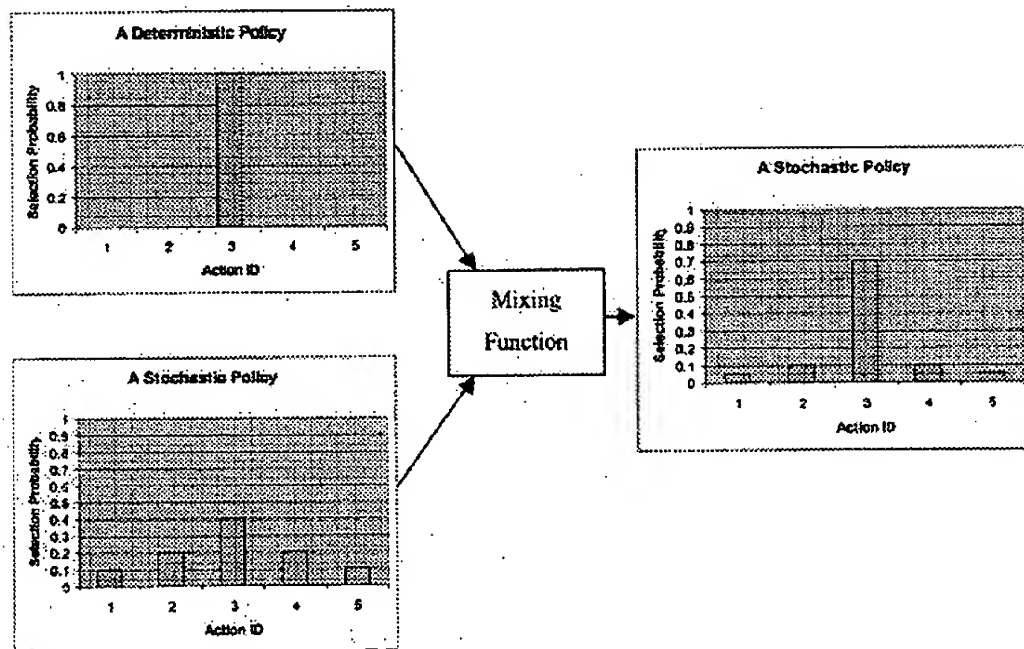 A Deterministic Policy
Selection Probability
1
0.8
0.6
0.4
0.2
0
1 2 3 4 5
Action ID
A Stochastic Policy
Selection Probability
1
0.9
0.8
0.7
0.6
0.5
0.4
0.3
0.2
0.1
0
1 2 3 4 5
Action ID
Mixing
Function
A Stochastic Policy
Selection Probability
1
0.9
0.8
0.7
0.6
0.5
0.4
0.3
0.2
0.1
0
1 2 3 4 5
Action ID